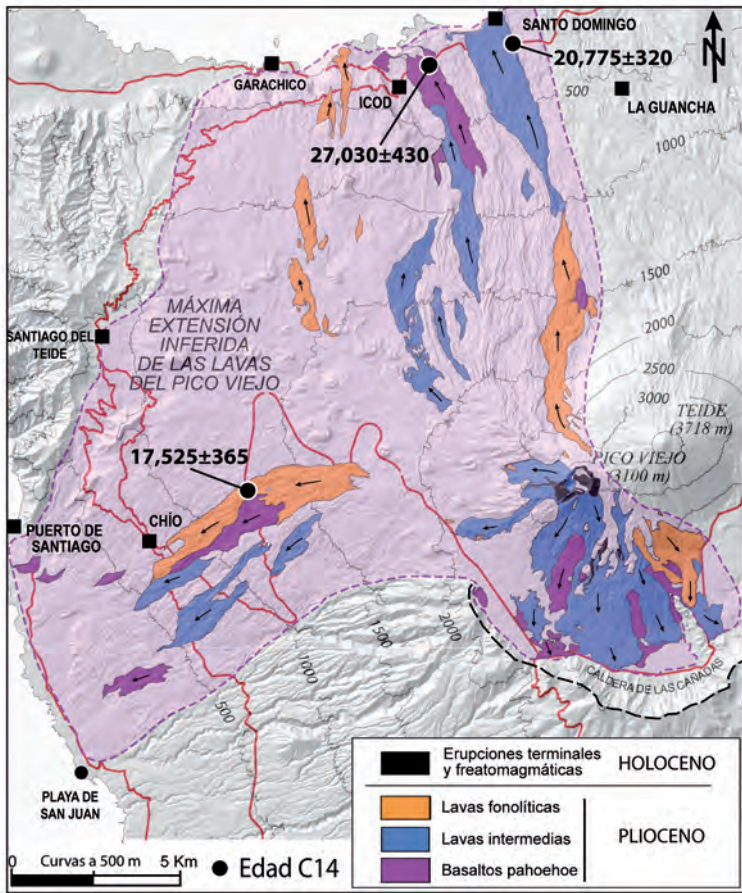 SANTO DOMINGO
N
20,775±320
GARACHICO
ICOD
500
LA GUANCHA
27,030±430
1000
1500
MÁXIMA
EXTENSIÓN
INFERIDA
DE LAS LAVAS
DEL PICO VIEJO
SANTIAGO DEL
TEIDE
2000
2500
3000
TEIDE
(3718 m)
17,525±365
PICO VIEJO
(3100 m)
PUERTO DE
SANTIAGO
CHÍO
2000
1500
1000
500
CALDERA DE LAS CAÑADAS
PLAYA DE
SAN JUAN
Erupciones terminales
y freatomagmáticas
HOLOCENO
Lavas fonolíticas
Lavas intermedias
PLIOCENO
Basaltos pahoehoe
0 Curvas a 500 m 5 Km
Edad C14